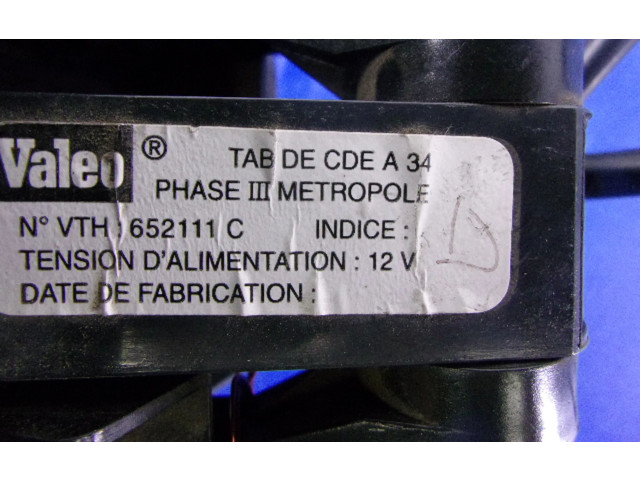 Valeo ® TAB DE CDE A 34
PHASE III METROPOLE
N° VTH : 652111 C INDICE :
TENSION D'ALIMENTATION : 12 V
DATE DE FABRICATION :